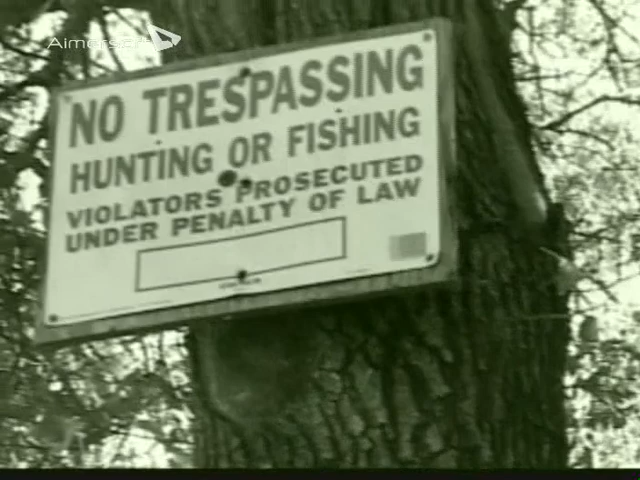 NO TRESPASSING
HUNTING OR FISHING
VIOLATORS PROSECUTED
UNDER PENALTY OF LAW